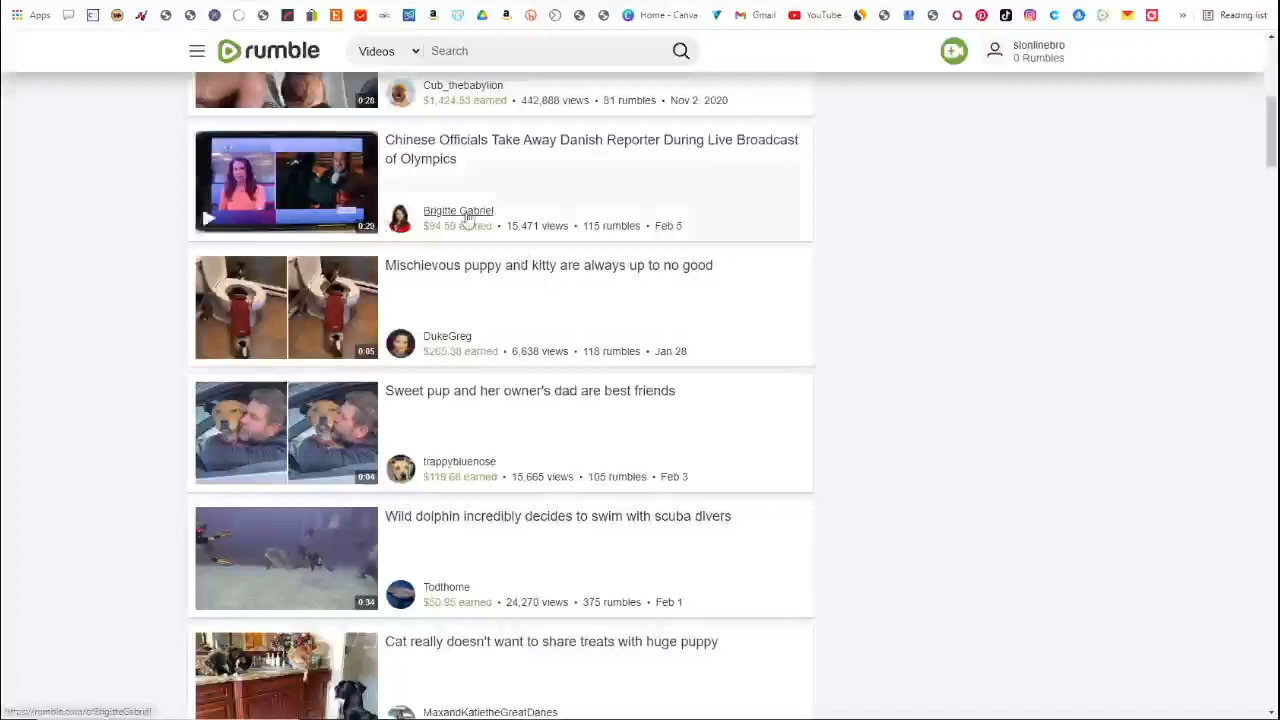 Apps
Home - Canva
Gmail
YouTube
»
Reading list
rumble
Videos
Search
slonlinebro
0 Rumbles
0:28
Cub_thebabylion
$1,424.53 earned • 442,888 views • 81 rumbles • Nov 2, 2020
Chinese Officials Take Away Danish Reporter During Live Broadcast
of Olympics
Brigitte Gabriel
$94.59 earned • 15,471 views • 115 rumbles • Feb 5
0:29
Mischievous puppy and kitty are always up to no good
DukeGreg
$265.38 earned • 6,638 views • 118 rumbles • Jan 28
0:05
Sweet pup and her owner's dad are best friends
trappybluenose
$119.68 earned • 15,665 views • 105 rumbles • Feb 3
0:04
Wild dolphin incredibly decides to swim with scuba divers
Todthome
$50.95 earned • 24,270 views • 375 rumbles • Feb 1
0:34
Cat really doesn't want to share treats with huge puppy
MaxandKatietheGreatDanes
https://rumble.com/c/BrigitteGabriel